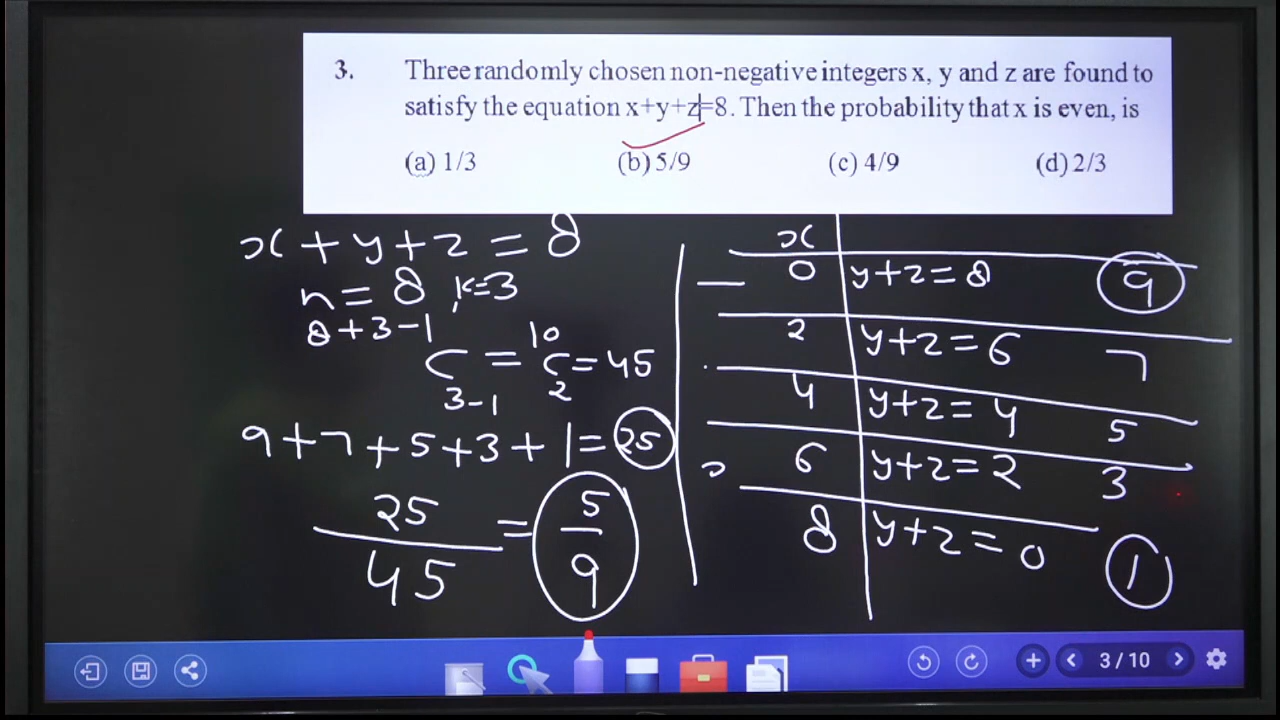 3. Three randomly chosen non-negative integers x, y and z are found to
satisfy the equation x+y+z=8. Then the probability that x is even, is
(a) 1/3 (b) 5/9 (c) 4/9 (d) 2/3
x + y + z = 8
n = 8, k=3
8+3-1
C = 10C2 = 45
3-1
9+7+5+3+1=25
25/45 = 5/9
x
0 y+z=8 9
2 y+z=6 7
4 y+z=4 5
6 y+z=2 3
8 y+z=0 1
3 / 10